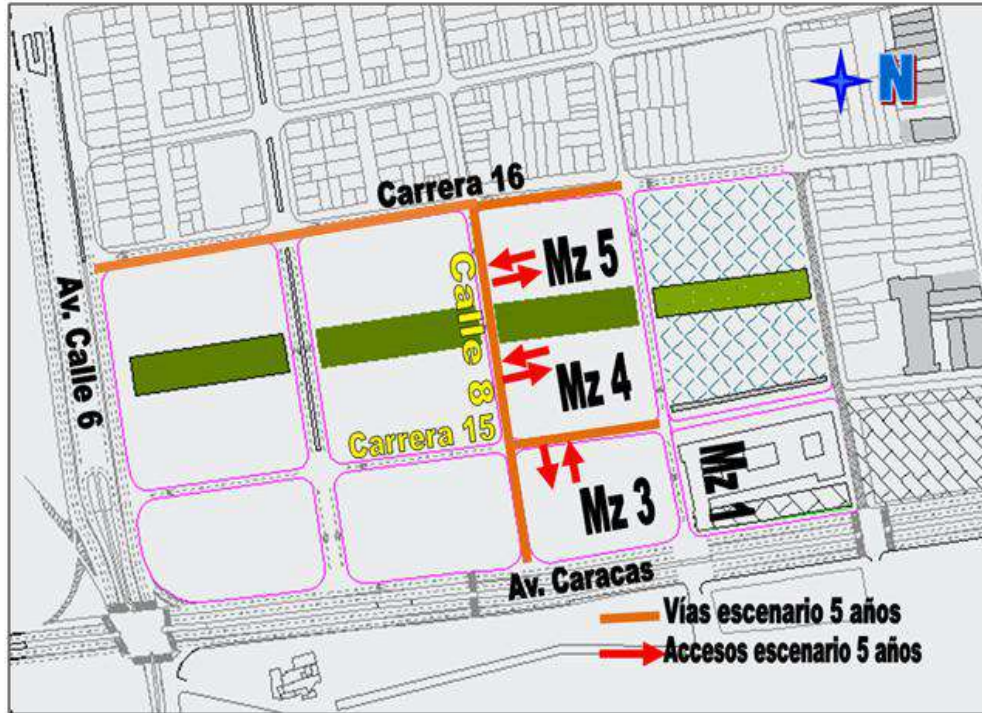 N
Carrera 16
Mz 5
Calle 8
Av. Calle 6
Mz 4
Carrera 15
Mz 3
Mz 1
Av. Caracas
Vías escenario 5 años
Accesos escenario 5 años